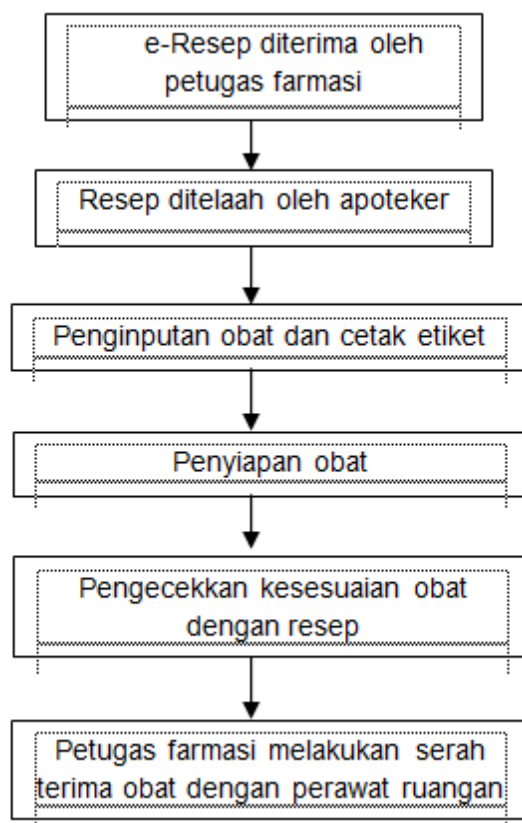 e-Resep diterima oleh
petugas farmasi
Resep ditelaah oleh apoteker
Penginputan obat dan cetak etiket
Penyiapan obat
Pengecekkan kesesuaian obat
dengan resep
Petugas farmasi melakukan serah
terima obat dengan perawat ruangan